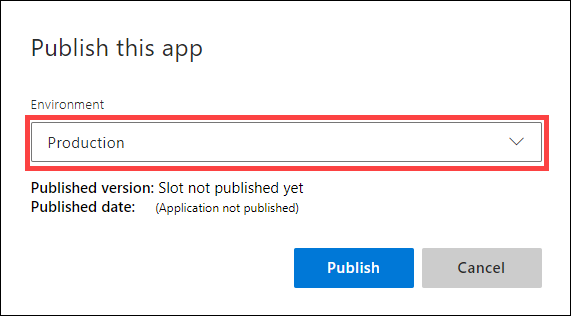 Publish this app
Environment
Production
Published version: Slot not published yet
Published date: (Application not published)
Publish Cancel